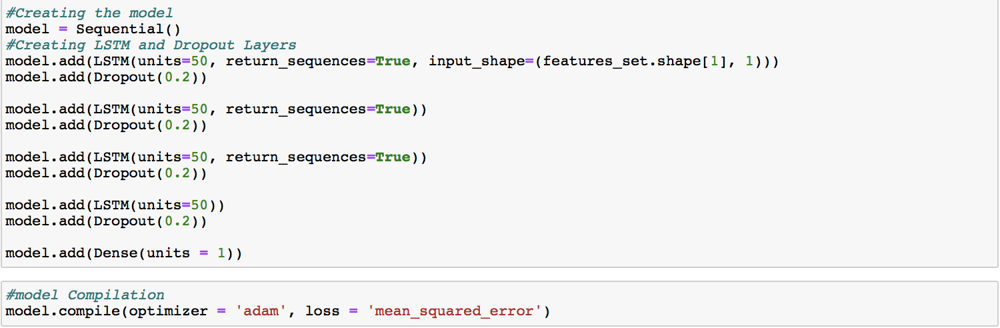 #Creating the model
model = Sequential()
#Creating LSTM and Dropout Layers
model.add(LSTM(units=50, return_sequences=True, input_shape=(features_set.shape[1], 1)))
model.add(Dropout(0.2))
model.add(LSTM(units=50, return_sequences=True))
model.add(Dropout(0.2))
model.add(LSTM(units=50, return_sequences=True))
model.add(Dropout(0.2))
model.add(LSTM(units=50))
model.add(Dropout(0.2))
model.add(Dense(units = 1))
#model Compilation
model.compile(optimizer = 'adam', loss = 'mean_squared_error')